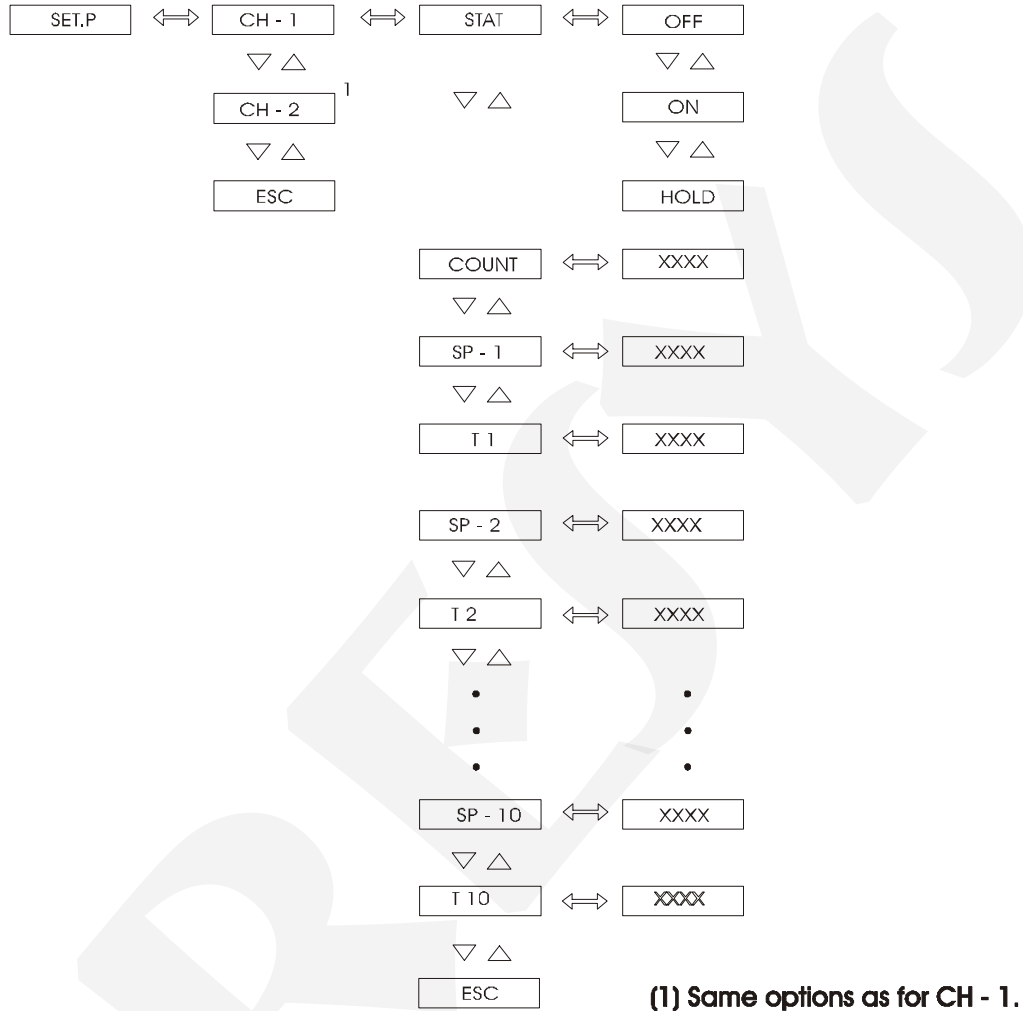 SET.P CH - 1 STAT OFF
CH - 2 1 ON
ESC HOLD
COUNT XXXX
SP - 1 XXXX
T 1 XXXX
SP - 2 XXXX
T 2 XXXX
SP - 10 XXXX
T 10 XXXX
ESC
(1) Same options as for CH - 1.
RESYS